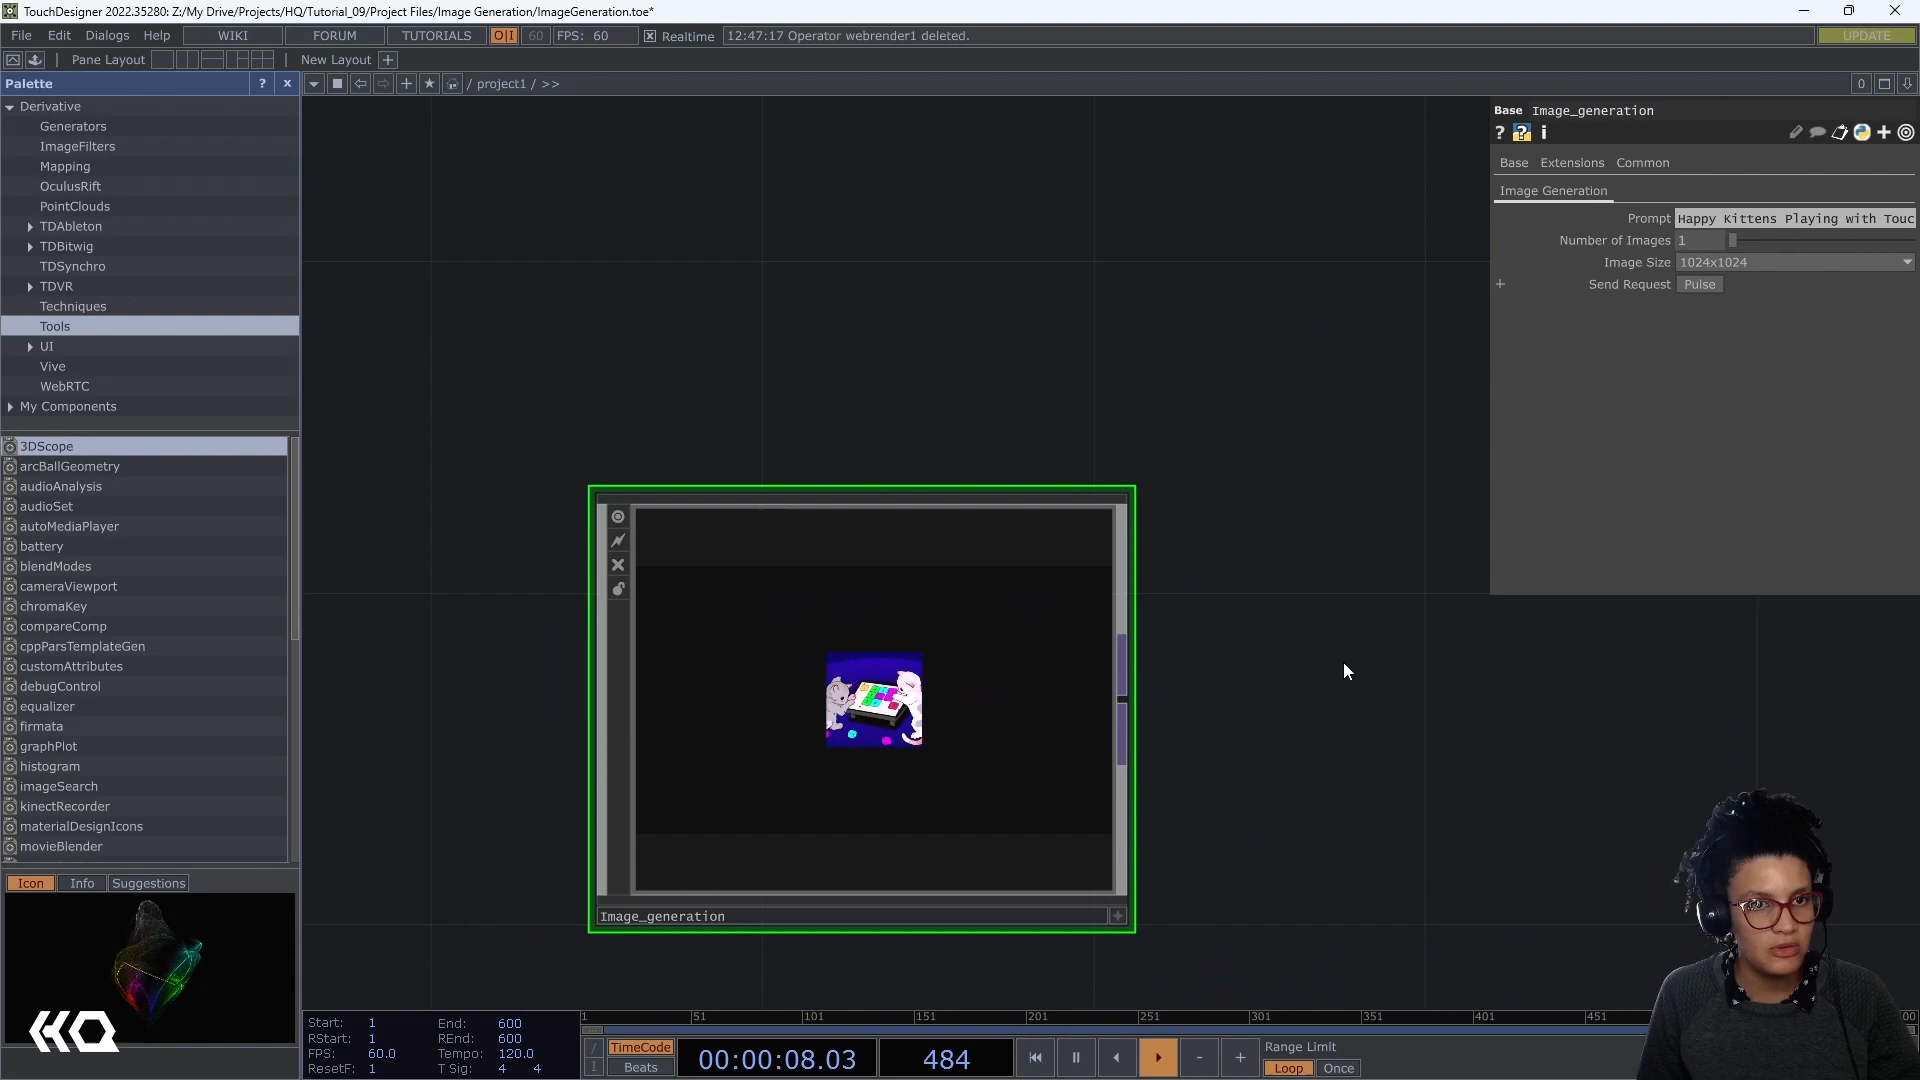 TouchDesigner 2022.35280: Z:/My Drive/Projects/HQ/Tutorial_09/Project Files/Image Generation/ImageGeneration.toe*
File Edit Dialogs Help WIKI FORUM TUTORIALS O|I 60 FPS: 60 Realtime 12:47:17 Operator webrender1 deleted. UPDATE
Pane Layout New Layout +
Palette ? x / project1 / >> 0
Derivative
Generators
ImageFilters
Mapping
OculusRift
PointClouds
TDAbleton
TDBitwig
TDSynchro
TDVR
Techniques
Tools
UI
Vive
WebRTC
My Components
3DScope
arcBallGeometry
audioAnalysis
audioSet
autoMediaPlayer
battery
blendModes
cameraViewport
chromaKey
compareComp
cppParsTemplateGen
customAttributes
debugControl
equalizer
firmata
graphPlot
histogram
imageSearch
kinectRecorder
materialDesignIcons
movieBlender
Icon Info Suggestions
HQ
Base Image_generation
? ? i
Base Extensions Common
Image Generation
Prompt Happy Kittens Playing with Touc
Number of Images 1
Image Size 1024x1024
+ Send Request Pulse
Image_generation
Start: 1 End: 600
RStart: 1 REnd: 600
FPS: 60.0 Tempo: 120.0
ResetF: 1 T Sig: 4 4
1 51 101 151 201 251 301 351 401 451 00
TimeCode
Beats
00:00:08.03 484
- +
Range Limit
Loop Once